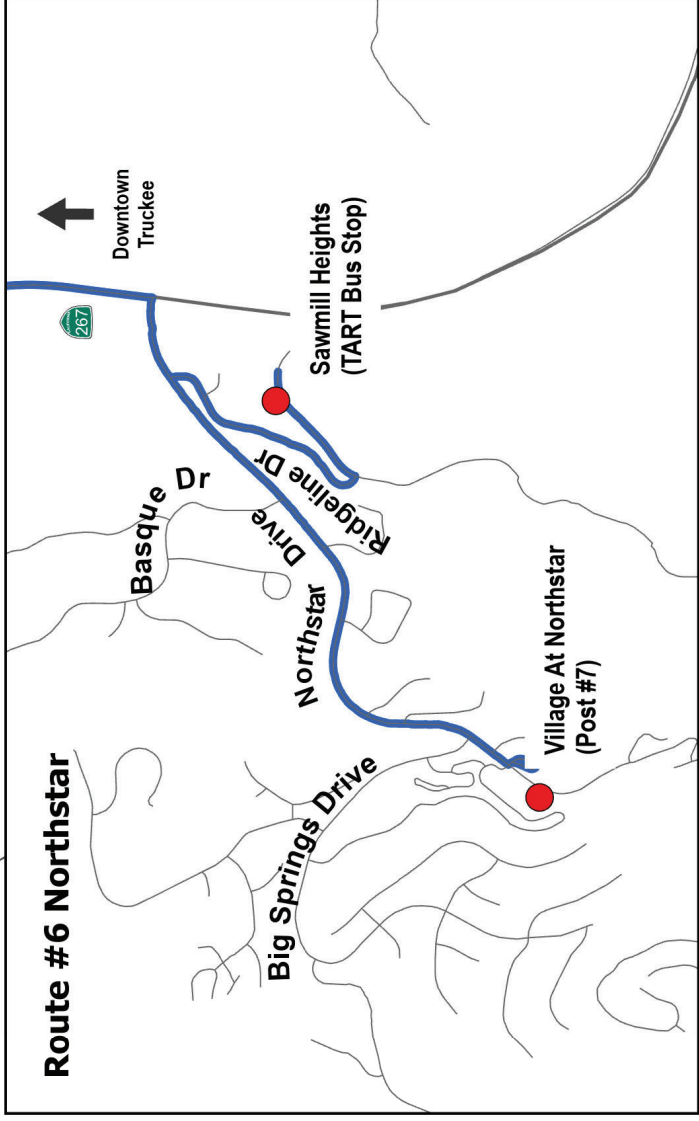 Route #6 Northstar
CALIFORNIA
267
Downtown
Truckee
Basque Dr
Ridgeline Dr
Sawmill Heights
(TART Bus Stop)
Northstar Drive
Big Springs Drive
Village At Northstar
(Post #7)